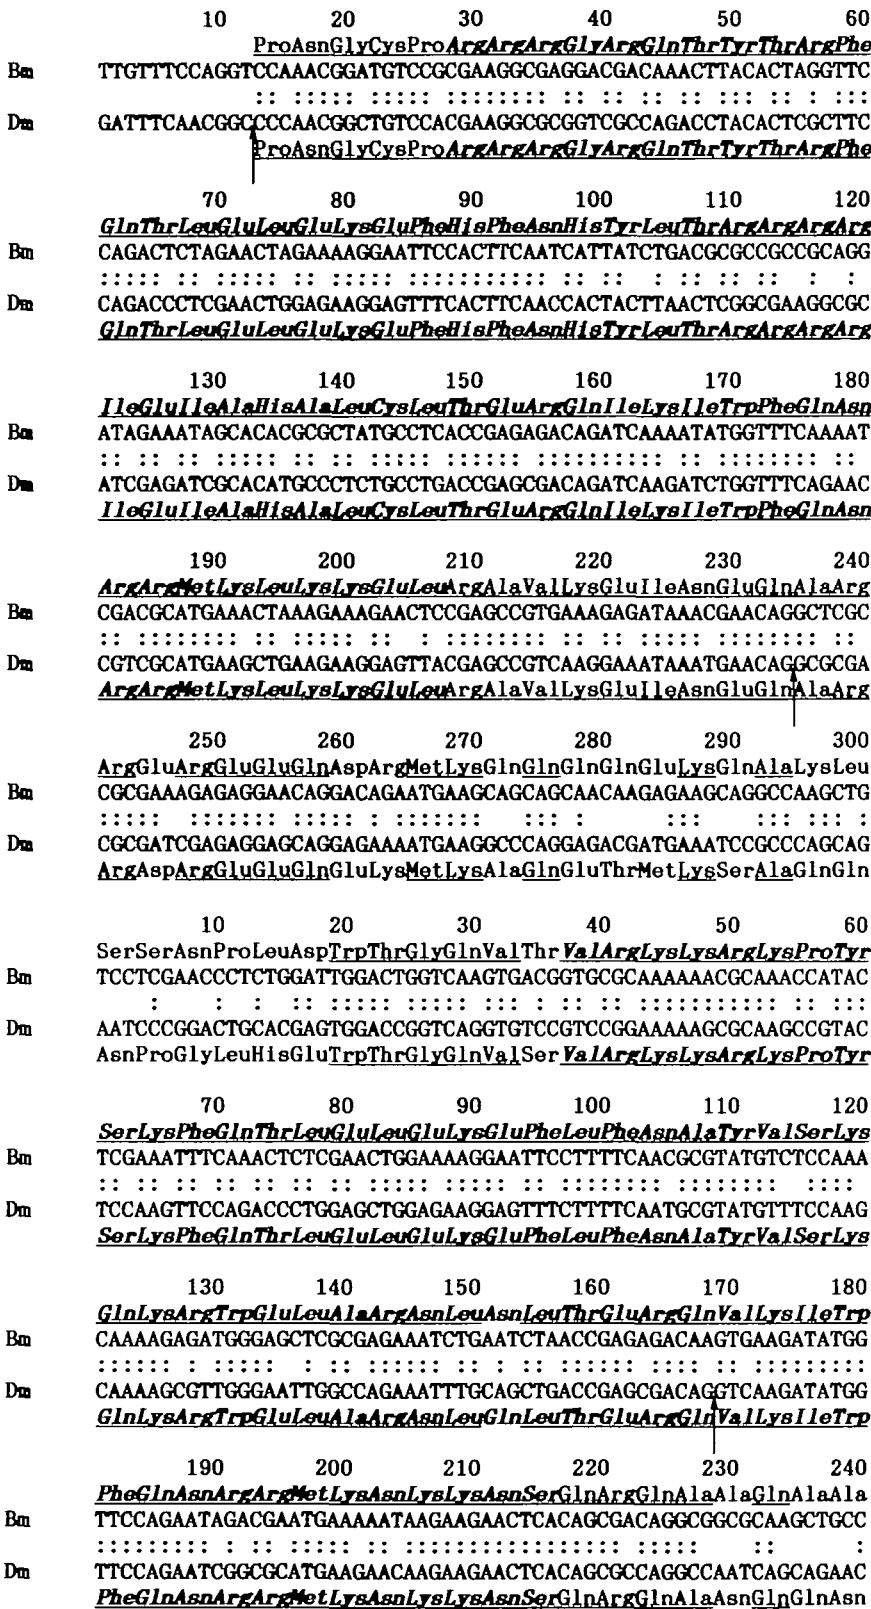 10 20 30 40 50 60
ProAsnGlyCysProArgArgArgGlyArgGlnThrTyrThrArgPhe
Bm TTGTTTCCAGGTCCAAACGGATGTCCGCGAAGGCGAGGACGACAAACTTACACTAGGTTC
:: :: ::::: ::::::::: :: :: :: :: ::::: :: : :::
Dm GATTTCAACGGCCCCAACGGCTGTCCACGAAGGCGCGGTCGCCAGACCTACACTCGCTTC
ProAsnGlyCysProArgArgArgGlyArgGlnThrTyrThrArgPhe
70 80 90 100 110 120
GlnThrLeuGluLeuGluLysGluPheHisPheAsnHisTyrLeuThrArgArgArgArg
Bm CAGACTCTAGAACTAGAAAAGGAATTCCACTTCAATCATTATCTGACGCGCCGCCGCAGG
::::: :: :: ::::: :: ::::: :: ::::::::::: :: :: : :: :: :: : :
Dm CAGACCCTCGAACTGGAGAAGGAGTTTCACTTCAACCACTACTTAACTCGGCGAAGGCGC
GlnThrLeuGluLeuGluLysGluPheHisPheAsnHisTyrLeuThrArgArgArgArg
130 140 150 160 170 180
IleGluIleAlaHisAlaLeuCysLeuThrGluArgGlnIleLysIleTrpPheGlnAsn
Bm ATAGAAATAGCACACGCGCTATGCCTCACCGAGAGACAGATCAAAATATGGTTTCAAAAT
:: :: :: ::::: :: :: ::::: ::::: :: ::::::::::: :: :::::::: ::
Dm ATCGAGATCGCACATGCCCTCTGCCTGACCGAGCGACAGATCAAGATCTGGTTTCAGAAC
IleGluIleAlaHisAlaLeuCysLeuThrGluArgGlnIleLysIleTrpPheGlnAsn
190 200 210 220 230 240
ArgArgMetLysLeuLysLysGluLeuArgAlaValLysGluIleAsnGluGlnAlaArg
Bm CGACGCATGAAACTAAAGAAAGAACTCCGAGCCGTGAAAGAGATAAACGAACAGGCTCGC
:: :::::::: :: ::::: :: : :::::::: :: :: ::::: ::::::::: ::
Dm CGTCGCATGAAGCTGAAGAAGGAGTTACGAGCCGTCAAGGAAATAAATGAACAGGCGCGA
ArgArgMetLysLeuLysLysGluLeuArgAlaValLysGluIleAsnGluGlnAlaArg
250 260 270 280 290 300
ArgGluArgGluGluGlnAspArgMetLysGlnGlnGlnGlnGluLysGlnAlaLysLeu
Bm CGCGAAAGAGAGGAACAGGACAGAATGAAGCAGCAGCAACAAGAGAAGCAGGCCAAGCTG
Dm CGCGATCGAGAGGAGCAGGAGAAAATGAAGGCCCAGGAGACGATGAAATCCGCCCAGCAG
ArgAspArgGluGluGlnGluLysMetLysAlaGlnGluThrMetLysSerAlaGlnGln
10 20 30 40 50 60
SerSerAsnProLeuAspTrpThrGlyGlnValThrValArgLysLysArgLysProTyr
Bm TCCTCGAACCCTCTGGATTGGACTGGTCAAGTGACGGTGCGCAAAAAACGCAAACCATAC
Dm AATCCCGGACTGCACGAGTGGACCGGTCAGGTGTCCGTCCGGAAAAAGCGCAAGCCGTAC
AsnProGlyLeuHisGluTrpThrGlyGlnValSerValArgLysLysArgLysProTyr
70 80 90 100 110 120
SerLysPheGlnThrLeuGluLeuGluLysGluPheLeuPheAsnAlaTyrValSerLys
Bm TCGAAATTTCAAACTCTCGAACTGGAAAAGGAATTCCTTTTCAACGCGTATGTCTCCAAA
Dm TCCAAGTTCCAGACCCTGGAGCTGGAGAAGGAGTTTCTTTTCAATGCGTATGTTTCCAAG
SerLysPheGlnThrLeuGluLeuGluLysGluPheLeuPheAsnAlaTyrValSerLys
130 140 150 160 170 180
GlnLysArgTrpGluLeuAlaArgAsnLeuAsnLeuThrGluArgGlnValLysIleTrp
Bm CAAAAGAGATGGGAGCTCGCGAGAAATCTGAATCTAACCGAGAGACAAGTGAAGATATGG
Dm CAAAAGCGTTGGGAATTGGCCAGAAATTTGCAGCTGACCGAGCGACAGGTCAAGATATGG
GlnLysArgTrpGluLeuAlaArgAsnLeuGlnLeuThrGluArgGlnValLysIleTrp
190 200 210 220 230 240
PheGlnAsnArgArgMetLysAsnLysLysAsnSerGlnArgGlnAlaAlaGlnAlaAla
Bm TTCCAGAATAGACGAATGAAAAATAAGAAGAACTCACAGCGACAGGCGGCGCAAGCTGCC
Dm TTCCAGAATCGGCGCATGAAGAACAAGAAGAACTCACAGCGCCAGGCCAATCAGCAGAAC
PheGlnAsnArgArgMetLysAsnLysLysAsnSerGlnArgGlnAlaAsnGlnGlnAsn